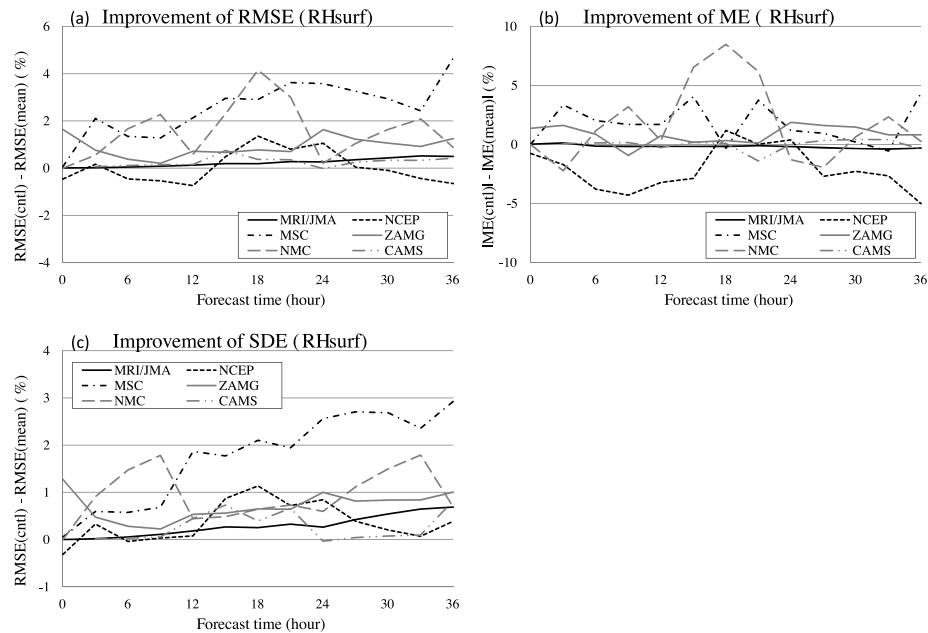 (a) Improvement of RMSE (RHsurf)
RMSE(cntl) - RMSE(mean) (%)
6
4
2
0
-2
-4
MRI/JMA NCEP
MSC ZAMG
NMC CAMS
0 6 12 18 24 30 36
Forecast time (hour)
(b) Improvement of ME ( RHsurf)
|ME(cntl)| - |ME(mean)| (%)
10
5
0
-5
-10
MRI/JMA NCEP
MSC ZAMG
NMC CAMS
0 6 12 18 24 30 36
Forecast time (hour)
(c) Improvement of SDE (RHsurf)
RMSE(cntl) - RMSE(mean) (%)
4
3
2
1
0
-1
MRI/JMA NCEP
MSC ZAMG
NMC CAMS
0 6 12 18 24 30 36
Forecast time (hour)